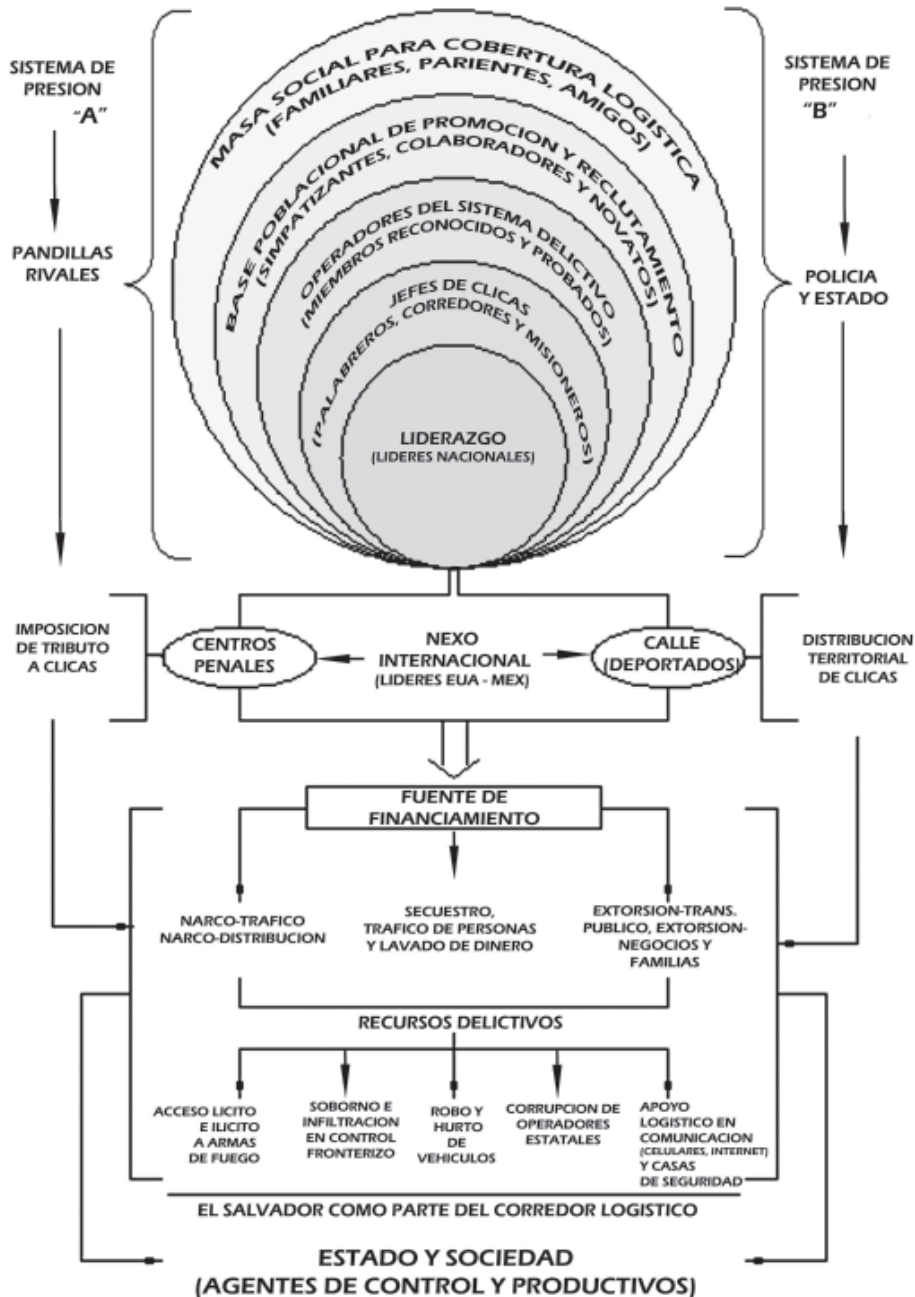 SISTEMA DE
PRESION
"A"
PANDILLAS
RIVALES
MASA SOCIAL PARA COBERTURA LOGISTICA
(FAMILIARES, PARIENTES, AMIGOS)
BASE POBLACIONAL DE PROMOCION Y RECLUTAMIENTO
(SIMPATIZANTES, COLABORADORES Y NOVATOS)
OPERADORES DEL SISTEMA DELICTIVO
(MIEMBROS RECONOCIDOS Y PROBADOS)
JEFES DE CLICAS
(PALABREROS, CORREDORES Y MISIONEROS)
LIDERAZGO
(LIDERES NACIONALES)
SISTEMA DE
PRESION
"B"
POLICIA
Y ESTADO
IMPOSICION
DE TRIBUTO
A CLICAS
CENTROS
PENALES
NEXO
INTERNACIONAL
(LIDERES EUA - MEX)
CALLE
(DEPORTADOS)
DISTRIBUCION
TERRITORIAL
DE CLICAS
FUENTE DE
FINANCIAMIENTO
NARCO-TRAFICO
NARCO-DISTRIBUCION
SECUESTRO,
TRAFICO DE PERSONAS
Y LAVADO DE DINERO
EXTORSION-TRANS.
PUBLICO, EXTORSION-
NEGOCIOS Y
FAMILIAS
RECURSOS DELICTIVOS
ACCESO LICITO
E ILICITO
A ARMAS
DE FUEGO
SOBORNO E
INFILTRACION
EN CONTROL
FRONTERIZO
ROBO Y
HURTO
DE
VEHICULOS
CORRUPCION DE
OPERADORES
ESTATALES
APOYO
LOGISTICO EN
COMUNICACION
(CELULARES, INTERNET)
Y CASAS
DE SEGURIDAD
EL SALVADOR COMO PARTE DEL CORREDOR LOGISTICO
ESTADO Y SOCIEDAD
(AGENTES DE CONTROL Y PRODUCTIVOS)